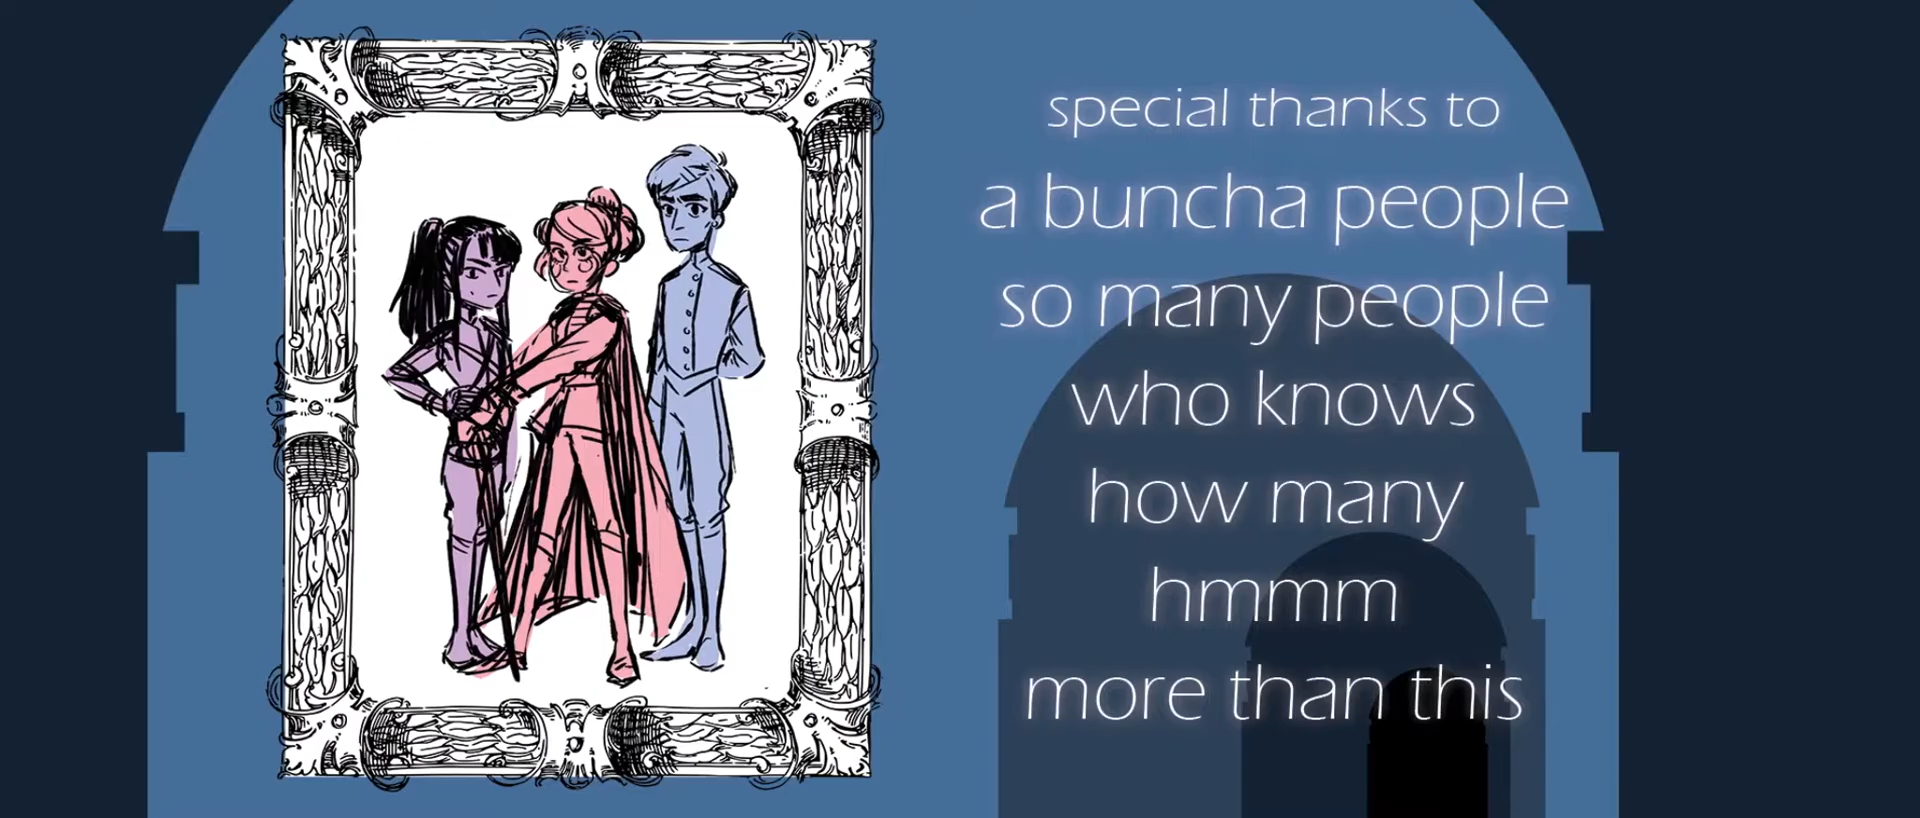 special thanks to
a buncha people
so many people
who knows
how many
hmmm
more than this